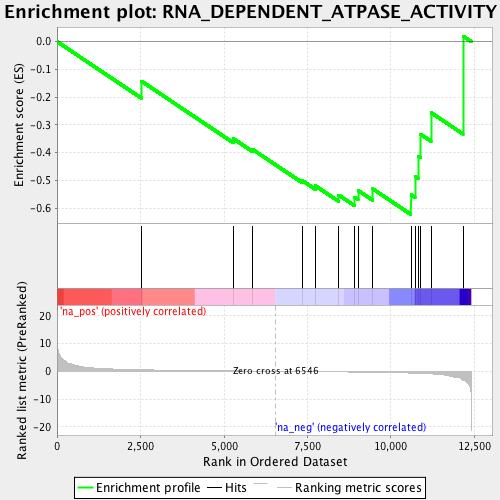 Enrichment plot: RNA_DEPENDENT_ATPASE_ACTIVITY
Enrichment score (ES)
0.0
-0.1
-0.2
-0.3
-0.4
-0.5
-0.6
'na_pos' (positively correlated)
Ranked list metric (PreRanked)
20
10
0
-10
-20
Zero cross at 6546
'na_neg' (negatively correlated)
0
2,500
5,000
7,500
10,000
12,500
Rank in Ordered Dataset
Enrichment profile
Hits
Ranking metric scores